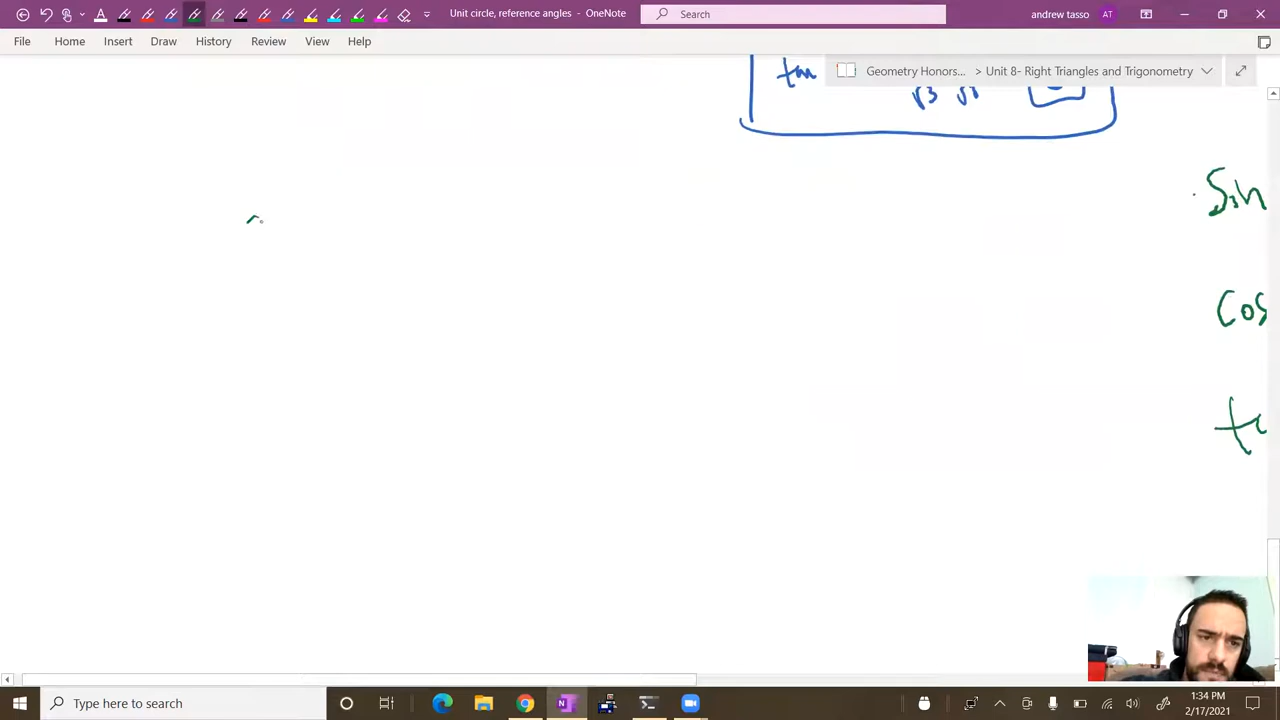 Unit circle, reference angles - OneNote
Search
andrew tasso
AT
File Home Insert Draw History Review View Help
Geometry Honors... > Unit 8- Right Triangles and Trigonometry
tan
√3
Sin
Cos
Type here to search
1:34 PM
2/17/2021